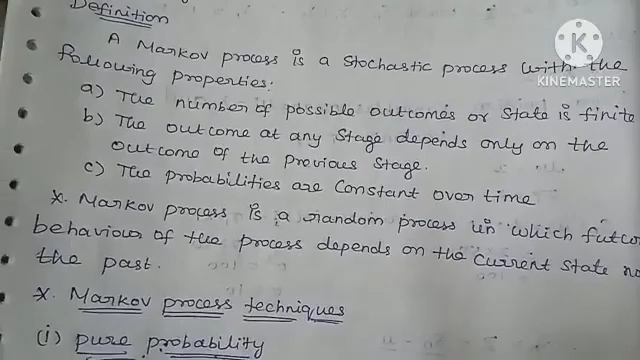 Definition
A Markov process is a stochastic process with the
following properties:
a) The number of possible outcomes or state is finite
b) The outcome at any stage depends only on the
outcome of the previous stage.
c) The probabilities are constant over time
x. Markov process is a random process in which
behaviour of the process depends on the current state
the past.
x. Markov process techniques
(i) pure probability
KINEMASTER